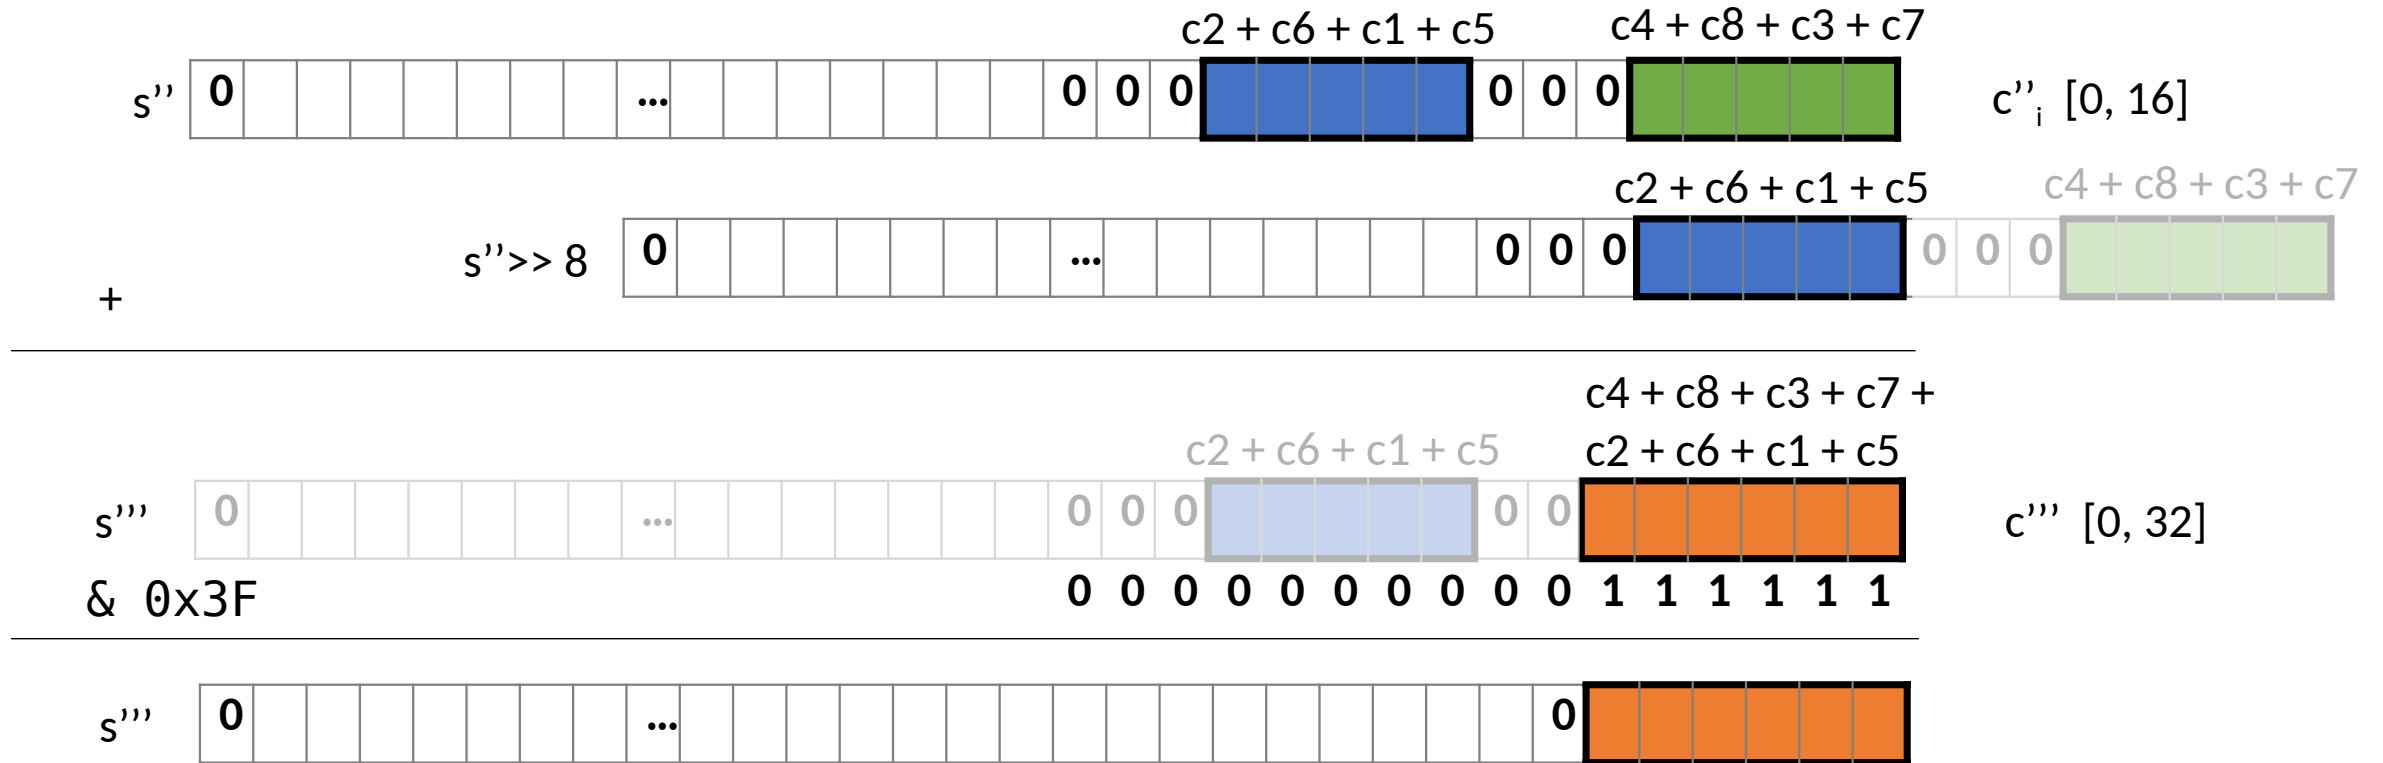 c2 + c6 + c1 + c5 c4 + c8 + c3 + c7
s’’ 0 ... 0 0 0 0 0 0 c’’i [0, 16]
c2 + c6 + c1 + c5 c4 + c8 + c3 + c7
s’’>> 8 0 ... 0 0 0 0 0 0
+
c4 + c8 + c3 + c7 +
c2 + c6 + c1 + c5 c2 + c6 + c1 + c5
s’’’ 0 ... 0 0 0 0 0 c’’’ [0, 32]
& 0x3F 0 0 0 0 0 0 0 0 0 0 1 1 1 1 1 1
s’’’ 0 ... 0